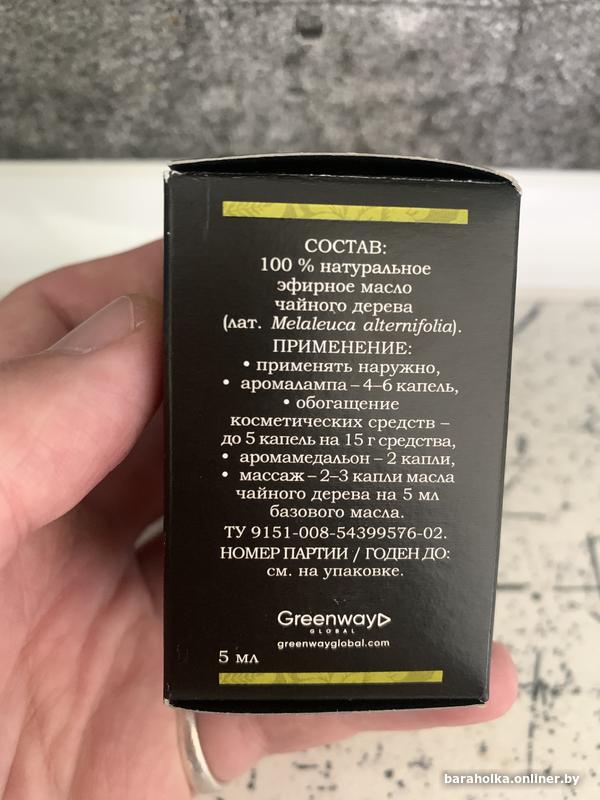 СОСТАВ:
100 % натуральное
эфирное масло
чайного дерева
(лат. Melaleuca alternifolia).
ПРИМЕНЕНИЕ:
• применять наружно,
• аромалампа – 4–6 капель,
• обогащение
косметических средств –
до 5 капель на 15 г средства,
• аромамедальон – 2 капли,
• массаж – 2–3 капли масла
чайного дерева на 5 мл
базового масла.
ТУ 9151-008-54399576-02.
НОМЕР ПАРТИИ / ГОДЕН ДО:
см. на упаковке.
Greenway
GLOBAL
greenwayglobal.com
5 мл
baraholka.onliner.by